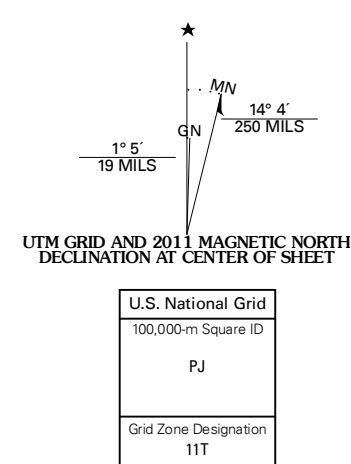 MN
GN
14° 4´
250 MILS
1° 5´
19 MILS
UTM GRID AND 2011 MAGNETIC NORTH
DECLINATION AT CENTER OF SHEET
U.S. National Grid
100,000-m Square ID
PJ
Grid Zone Designation
11T